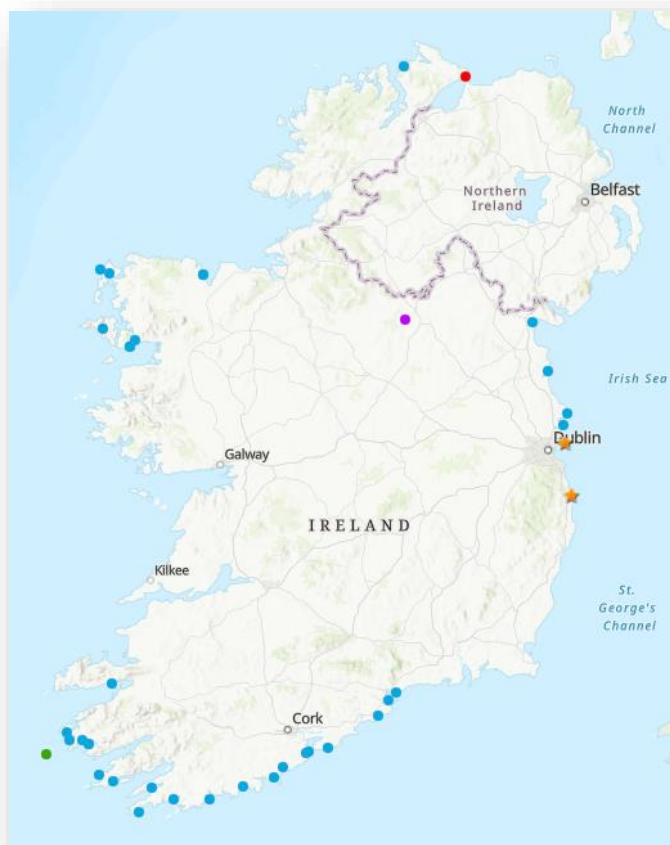 North
Channel
Belfast
Northern
Ireland
Irish Sea
Dublin
Galway
IRELAND
Kilkee
St.
George's
Channel
Cork